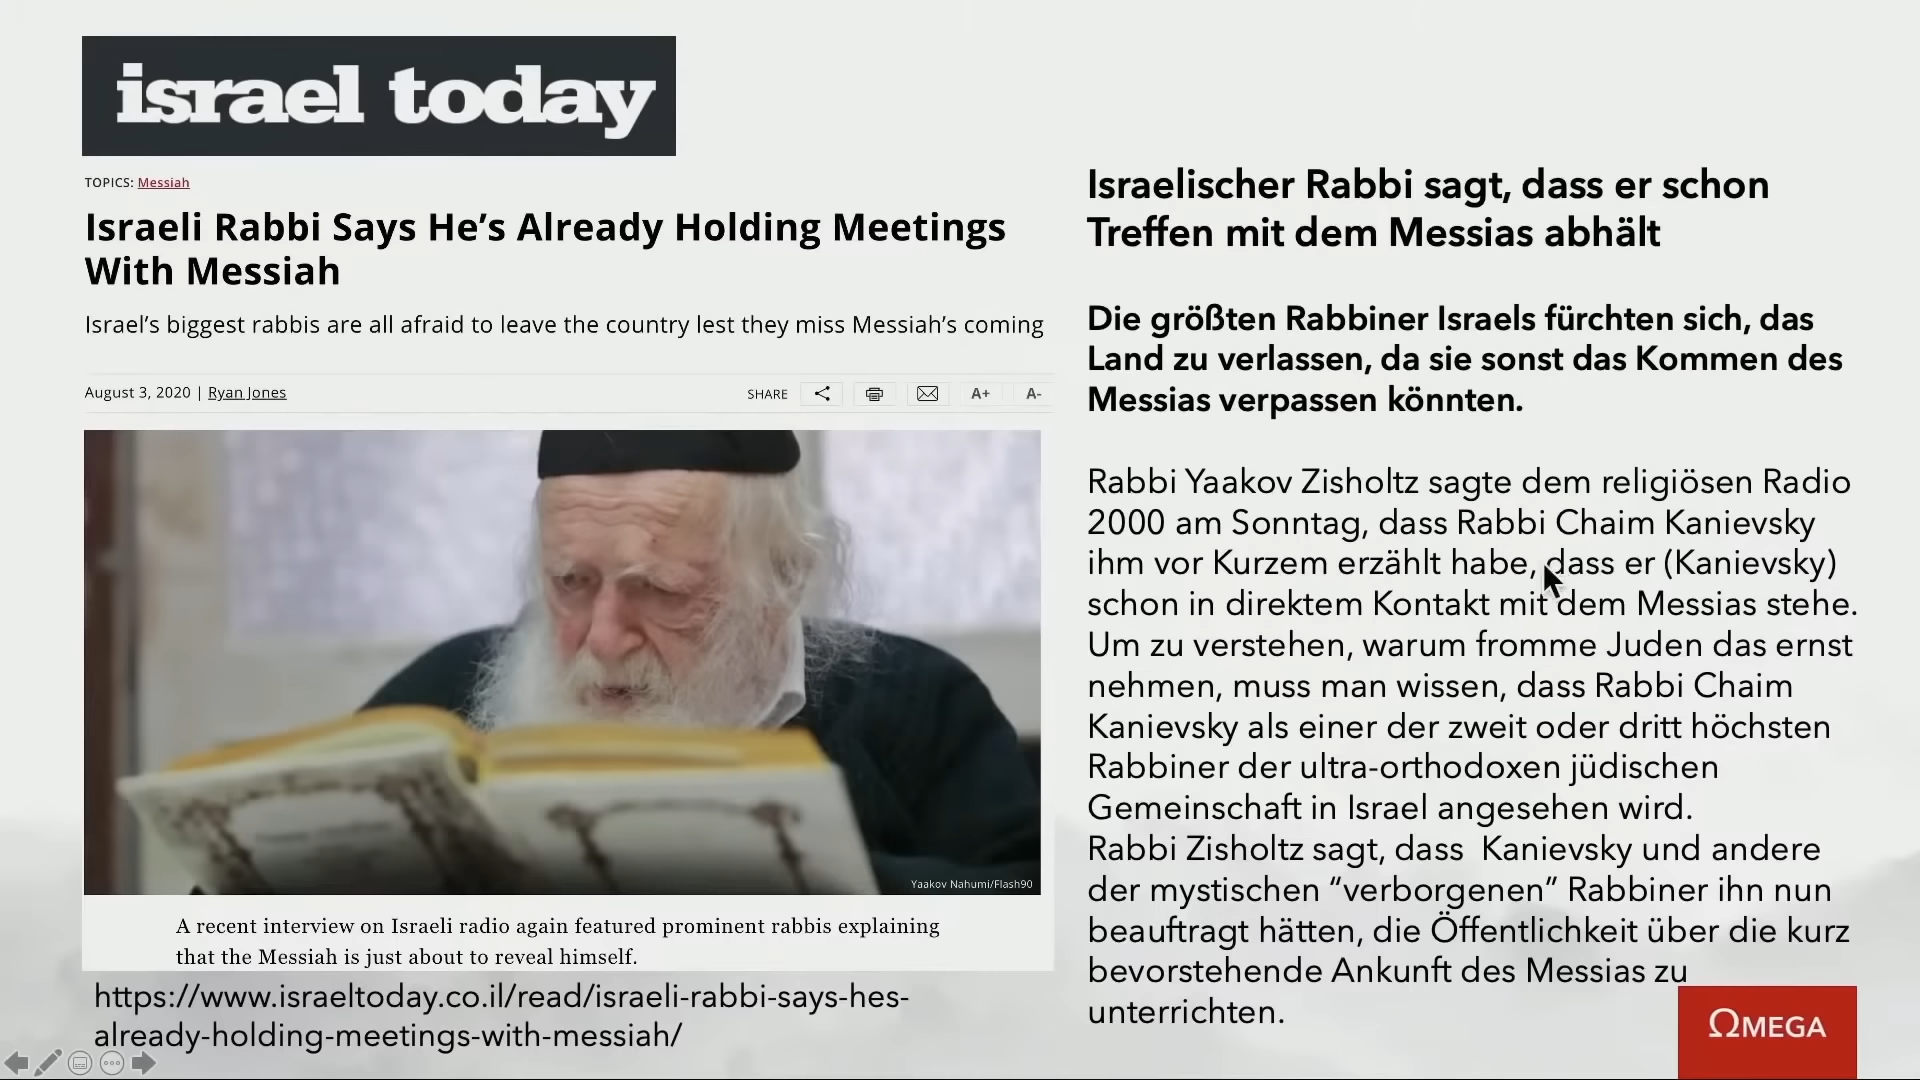 israel today
TOPICS: Messiah
Israeli Rabbi Says He’s Already Holding Meetings
With Messiah
Israel’s biggest rabbis are all afraid to leave the country lest they miss Messiah’s coming
August 3, 2020 | Ryan Jones
SHARE A+ A-
Yaakov Nahumi/Flash90
A recent interview on Israeli radio again featured prominent rabbis explaining
that the Messiah is just about to reveal himself.
https://www.israeltoday.co.il/read/israeli-rabbi-says-hes-
already-holding-meetings-with-messiah/
Israelischer Rabbi sagt, dass er schon
Treffen mit dem Messias abhält
Die größten Rabbiner Israels fürchten sich, das
Land zu verlassen, da sie sonst das Kommen des
Messias verpassen könnten.
Rabbi Yaakov Zisholtz sagte dem religiösen Radio
2000 am Sonntag, dass Rabbi Chaim Kanievsky
ihm vor Kurzem erzählt habe, dass er (Kanievsky)
schon in direktem Kontakt mit dem Messias stehe.
Um zu verstehen, warum fromme Juden das ernst
nehmen, muss man wissen, dass Rabbi Chaim
Kanievsky als einer der zweit oder dritt höchsten
Rabbiner der ultra-orthodoxen jüdischen
Gemeinschaft in Israel angesehen wird.
Rabbi Zisholtz sagt, dass Kanievsky und andere
der mystischen “verborgenen” Rabbiner ihn nun
beauftragt hätten, die Öffentlichkeit über die kurz
bevorstehende Ankunft des Messias zu
unterrichten.
ΩMEGA